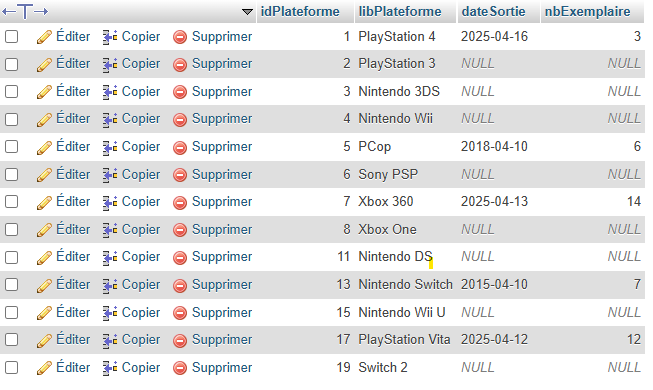 idPlateforme libPlateforme dateSortie nbExemplaire
Éditer Copier Supprimer 1 PlayStation 4 2025-04-16 3
Éditer Copier Supprimer 2 PlayStation 3 NULL NULL
Éditer Copier Supprimer 3 Nintendo 3DS NULL NULL
Éditer Copier Supprimer 4 Nintendo Wii NULL NULL
Éditer Copier Supprimer 5 PCop 2018-04-10 6
Éditer Copier Supprimer 6 Sony PSP NULL NULL
Éditer Copier Supprimer 7 Xbox 360 2025-04-13 14
Éditer Copier Supprimer 8 Xbox One NULL NULL
Éditer Copier Supprimer 11 Nintendo DS NULL NULL
Éditer Copier Supprimer 13 Nintendo Switch 2015-04-10 7
Éditer Copier Supprimer 15 Nintendo Wii U NULL NULL
Éditer Copier Supprimer 17 PlayStation Vita 2025-04-12 12
Éditer Copier Supprimer 19 Switch 2 NULL NULL